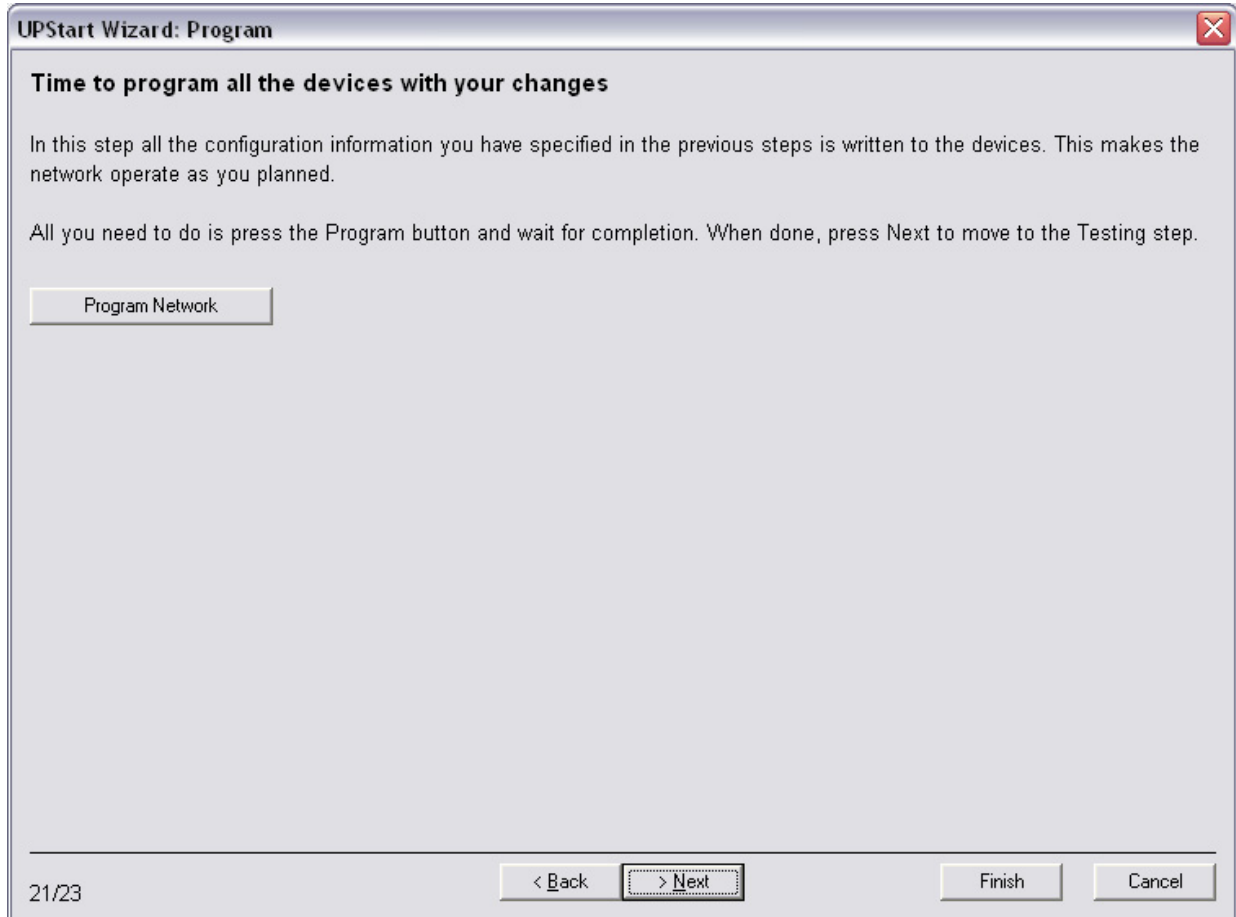 UPStart Wizard: Program
Time to program all the devices with your changes
In this step all the configuration information you have specified in the previous steps is written to the devices. This makes the
network operate as you planned.
All you need to do is press the Program button and wait for completion. When done, press Next to move to the Testing step.
Program Network
21/23
< Back
> Next
Finish
Cancel